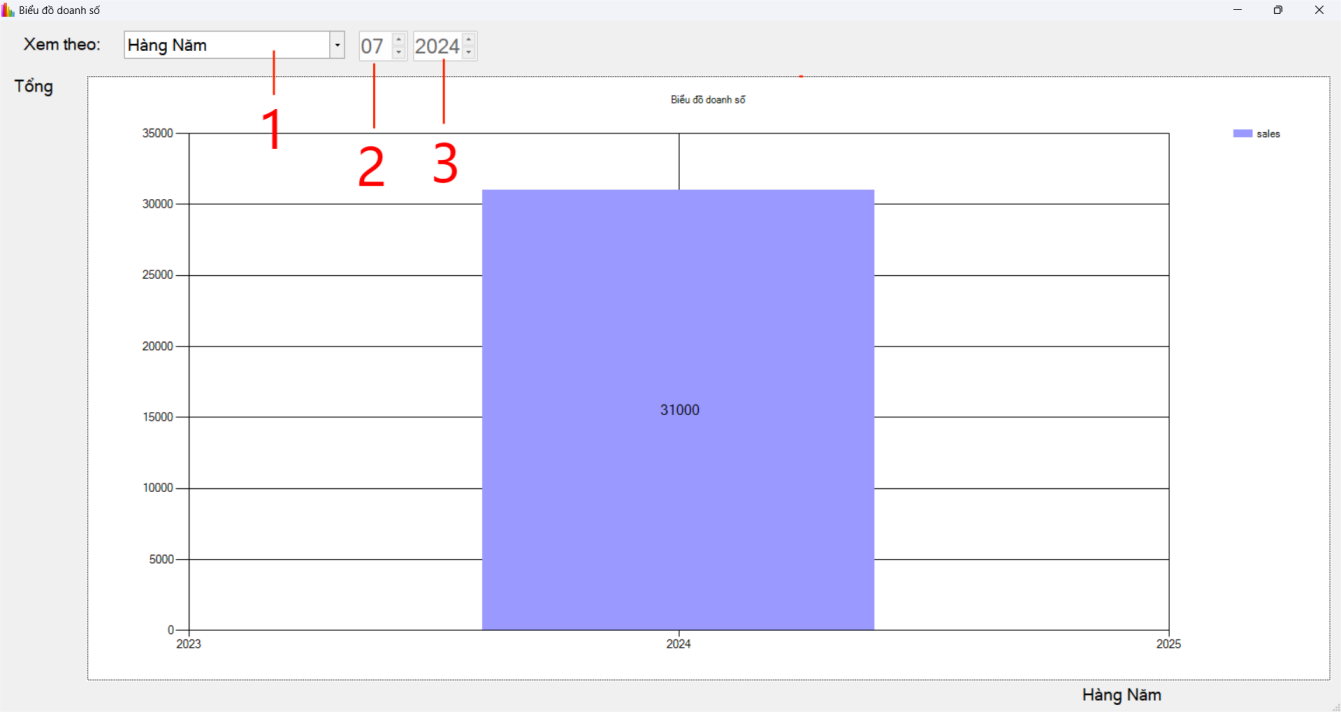 Biểu đồ doanh số
Xem theo: Hàng Năm 07 2024
Tổng
1
2
3
Biểu đồ doanh số
sales
35000
30000
25000
20000
15000
10000
5000
0
31000
2023 2024 2025
Hàng Năm